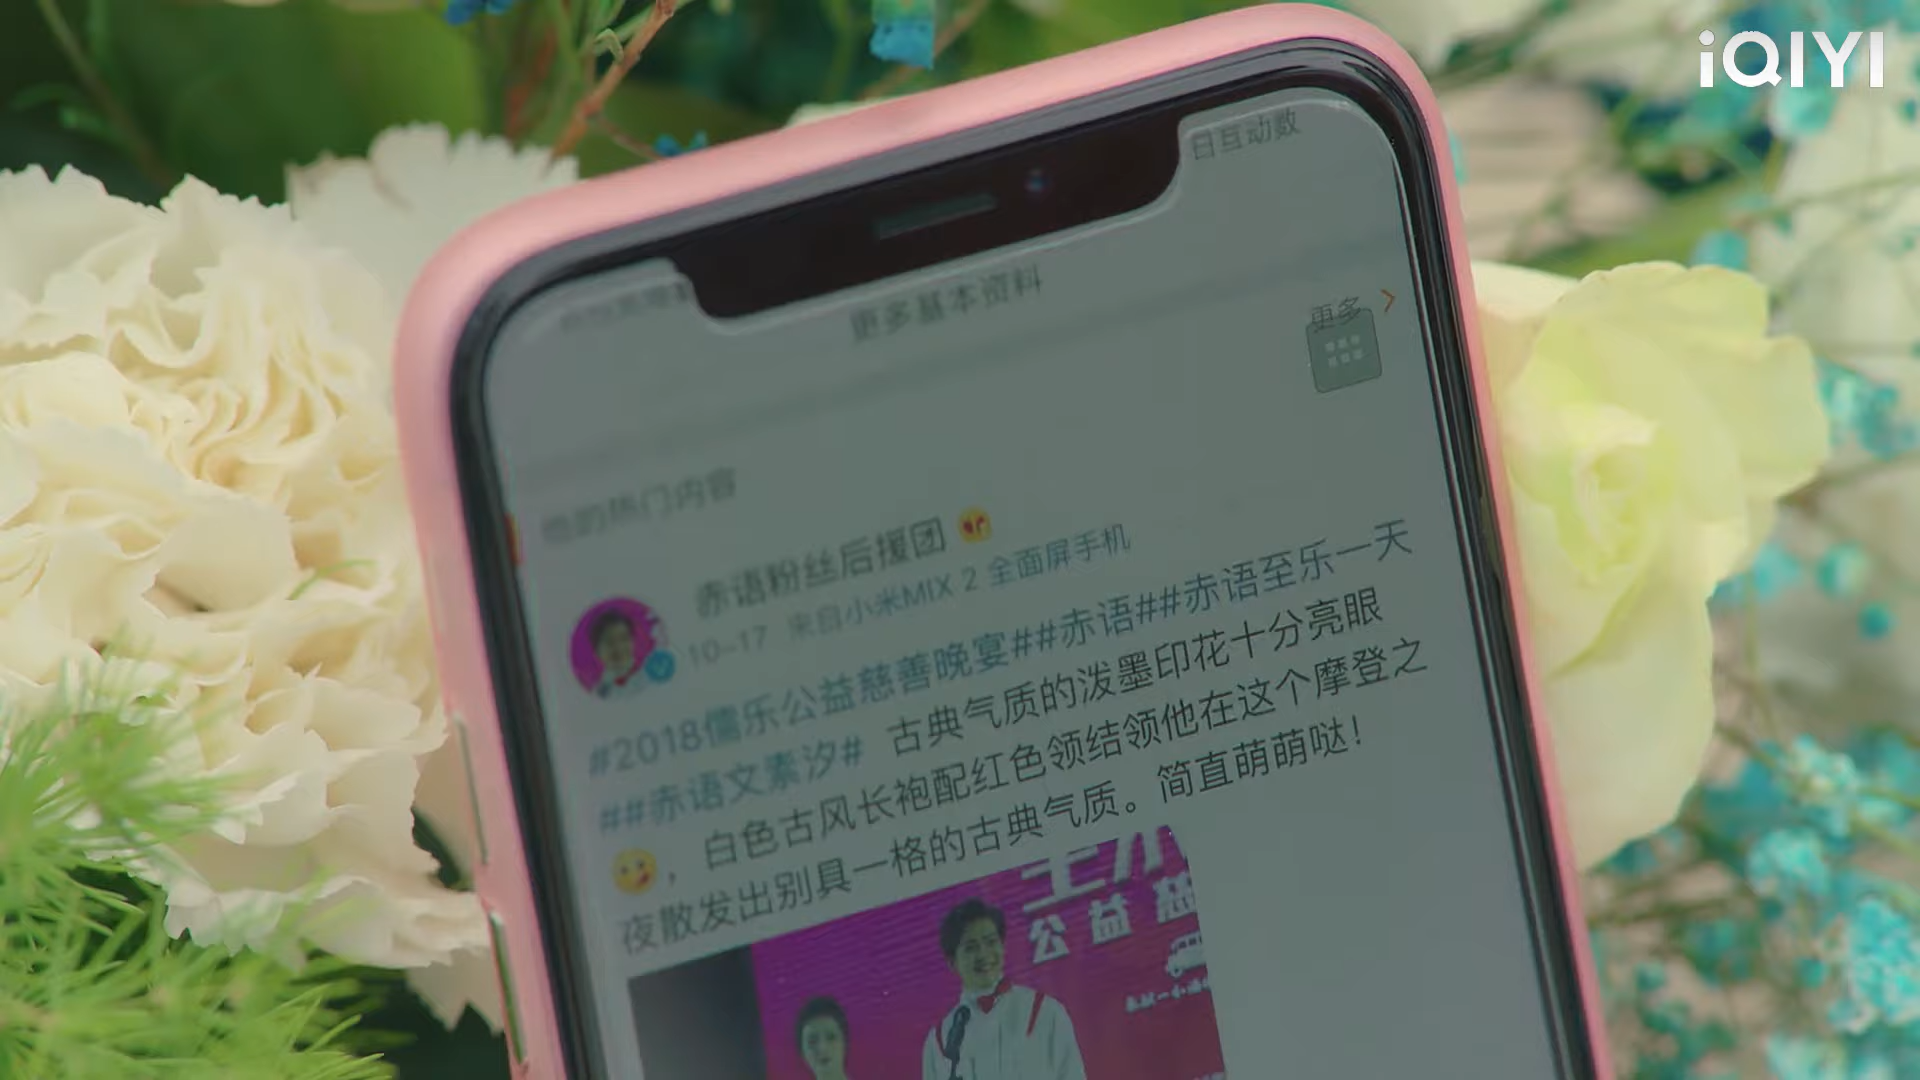 iQIYI
日互动数
更多基本资料
更多
他的热门内容
赤语粉丝后援团
10-17 来自小米MIX 2 全面屏手机
#2018儒乐公益慈善晚宴##赤语##赤语至乐一天
##赤语文素汐# 古典气质的泼墨印花十分亮眼
，白色古风长袍配红色领结领他在这个摩登之
夜散发出别具一格的古典气质。简直萌萌哒！
公益